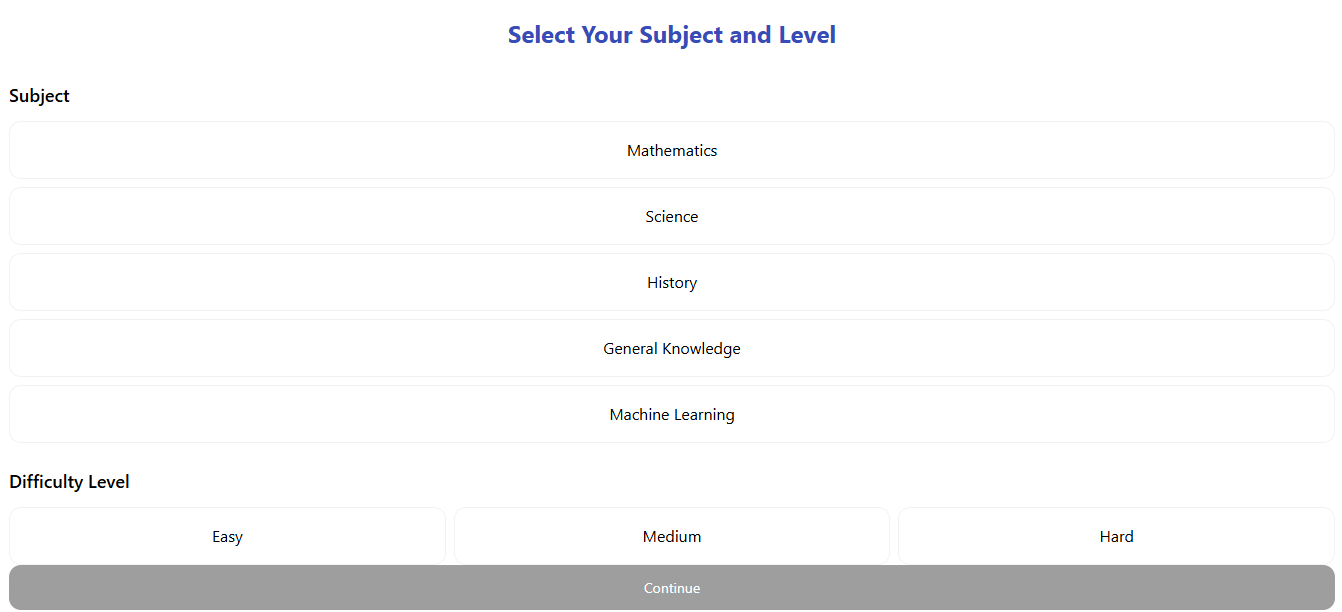 Select Your Subject and Level
Subject
Mathematics
Science
History
General Knowledge
Machine Learning
Difficulty Level
Easy Medium Hard
Continue